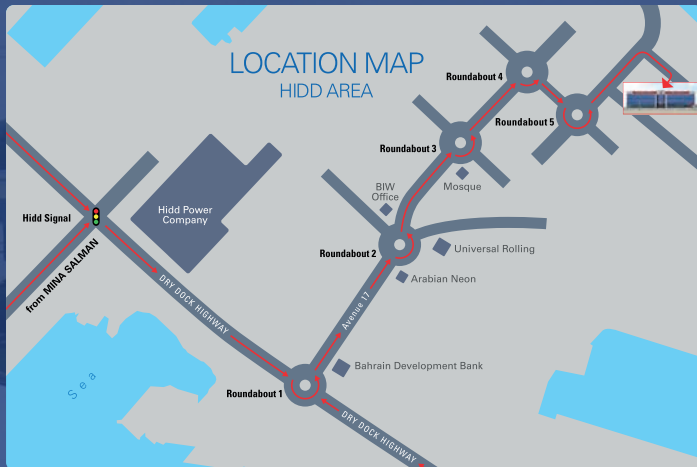 LOCATION MAP
HIDD AREA
Roundabout 4
Roundabout 5
Roundabout 3
Mosque
BIW
Office
Hidd Power
Company
Hidd Signal
from MINA SALMAN
Roundabout 2
Universal Rolling
Arabian Neon
DRY DOCK HIGHWAY
Avenue 17
Bahrain Development Bank
Sea
Roundabout 1
DRY DOCK HIGHWAY